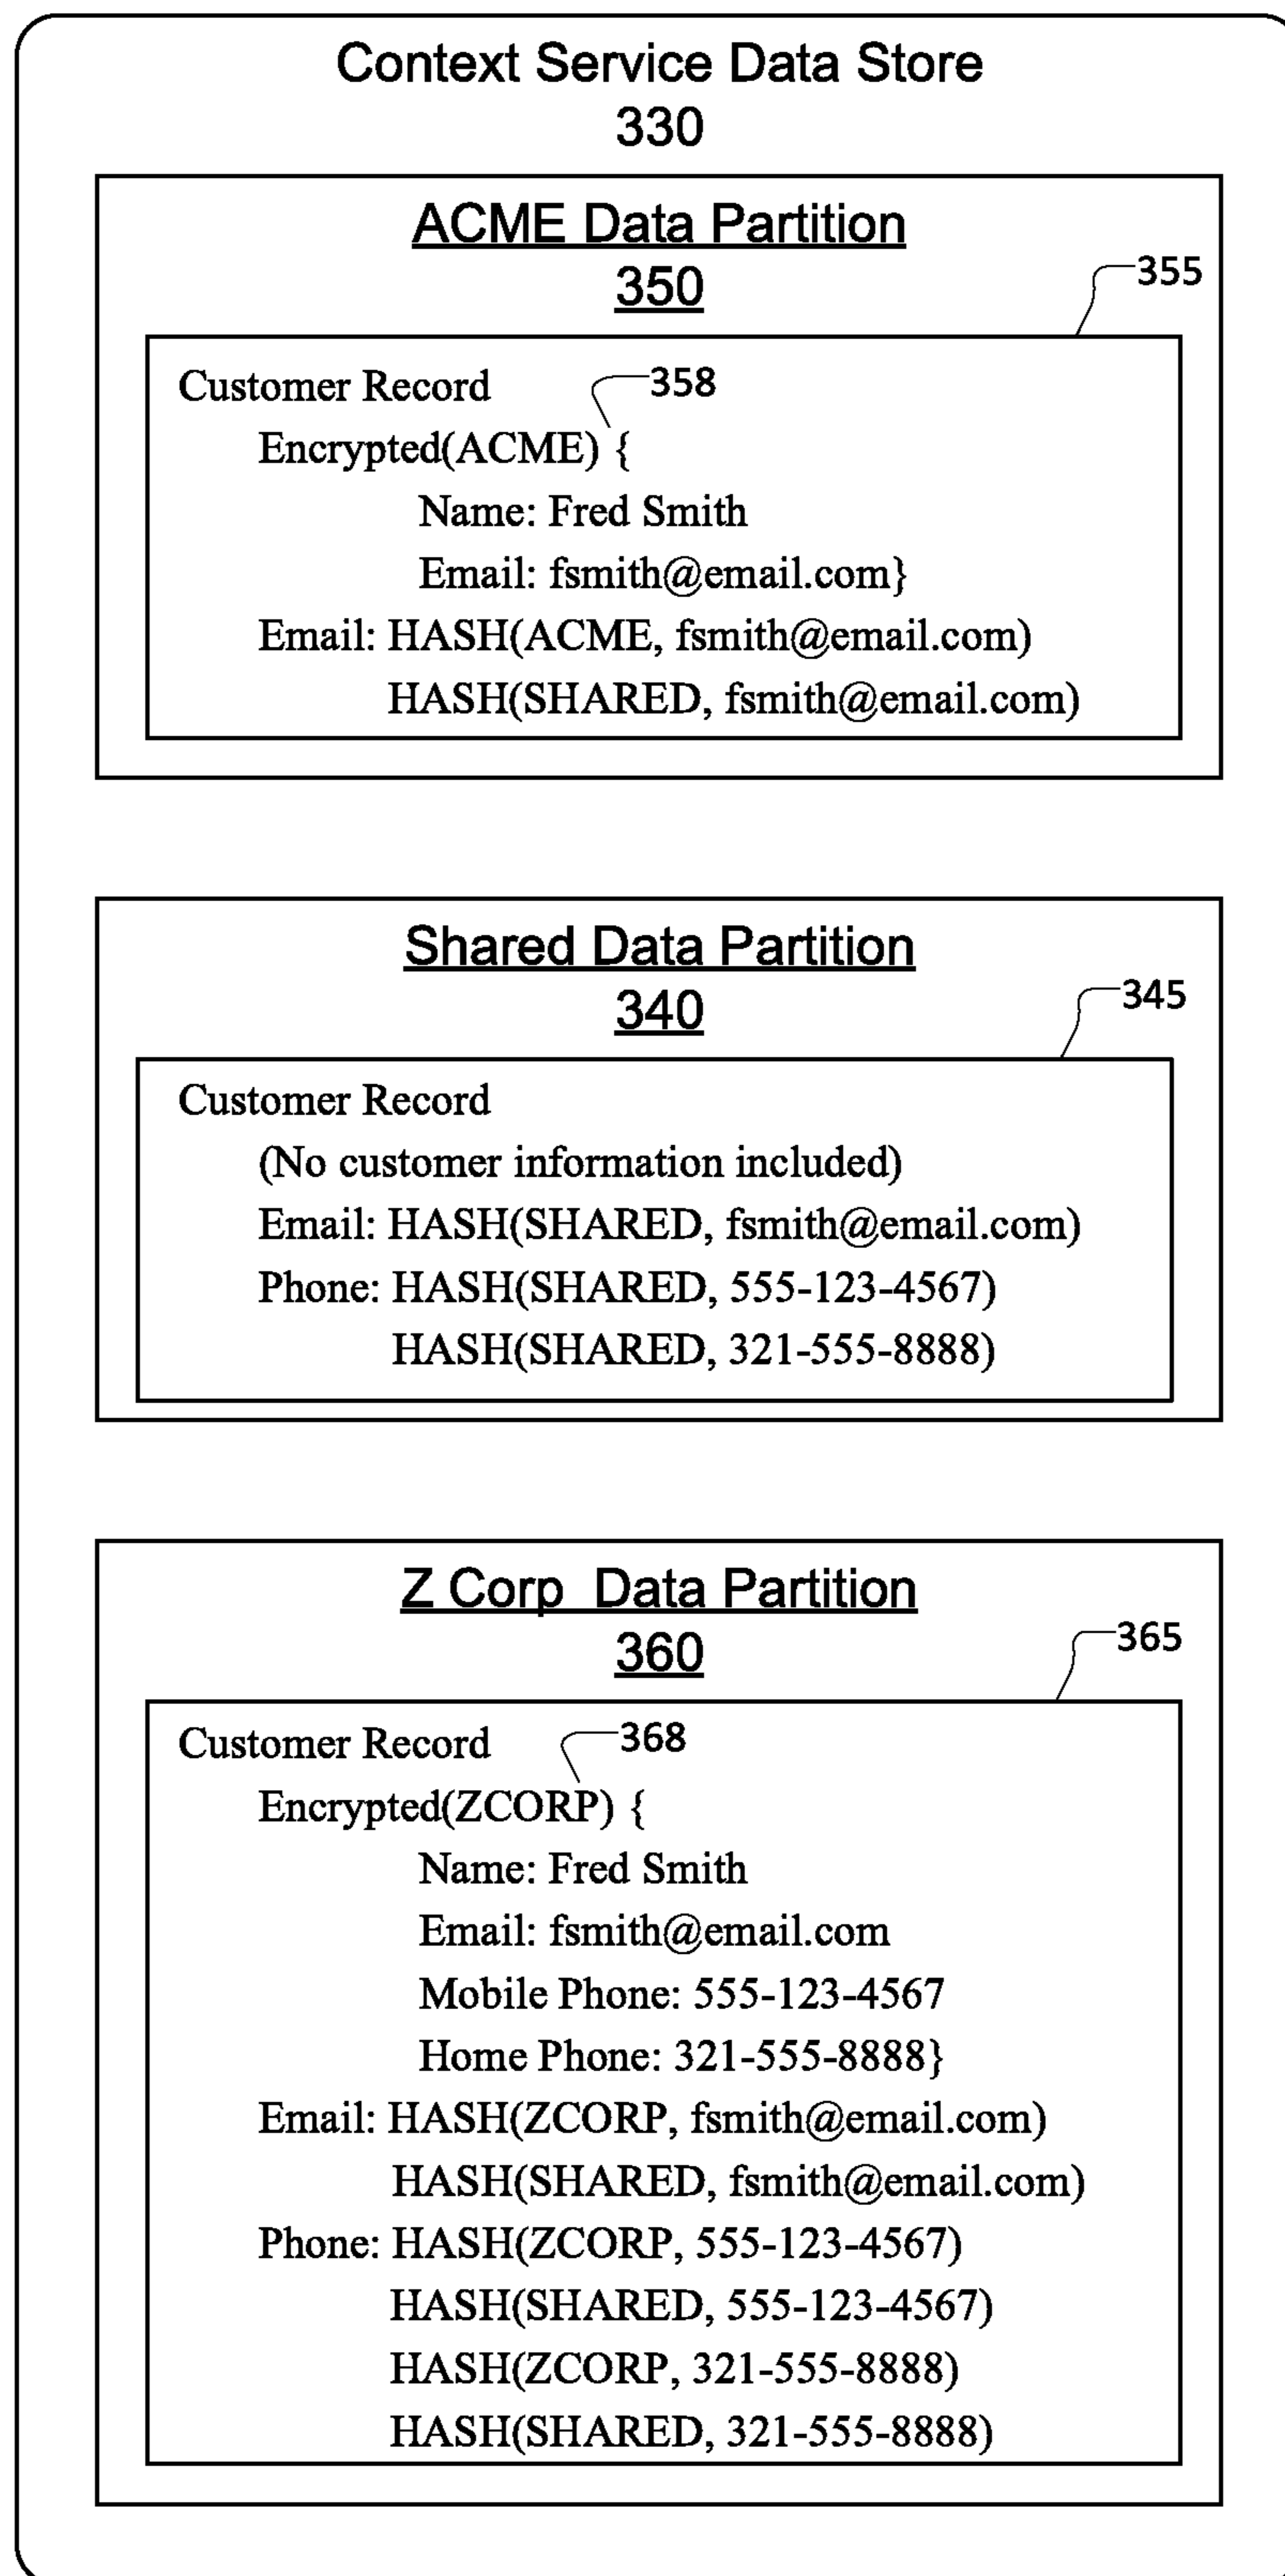 Context Service Data Store
330
ACME Data Partition
350
355
Customer Record
358
Encrypted(ACME) {
Name: Fred Smith
Email: fsmith@email.com}
Email: HASH(ACME, fsmith@email.com)
HASH(SHARED, fsmith@email.com)
Shared Data Partition
340
345
Customer Record
(No customer information included)
Email: HASH(SHARED, fsmith@email.com)
Phone: HASH(SHARED, 555-123-4567)
HASH(SHARED, 321-555-8888)
Z Corp  Data Partition
360
365
Customer Record
368
Encrypted(ZCORP) {
Name: Fred Smith
Email: fsmith@email.com
Mobile Phone: 555-123-4567
Home Phone: 321-555-8888}
Email: HASH(ZCORP, fsmith@email.com)
HASH(SHARED, fsmith@email.com)
Phone: HASH(ZCORP, 555-123-4567)
HASH(SHARED, 555-123-4567)
HASH(ZCORP, 321-555-8888)
HASH(SHARED, 321-555-8888)